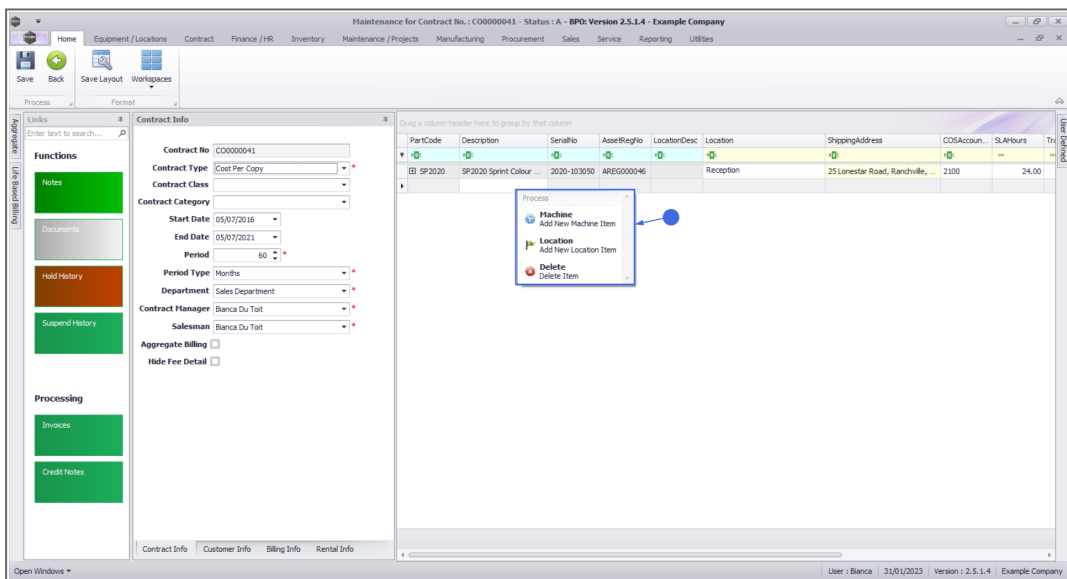 Maintenance for Contract No. : CO0000041 - Status : A - BPO: Version 2.5.1.4 - Example Company
Home Equipment / Locations Contract Finance / HR Inventory Maintenance / Projects Manufacturing Procurement Sales Service Reporting Utilities
Save Back Save Layout Workspaces
Process Format
Aggregate
Life Based Billing
Links
Enter text to search...
Functions
Notes
Documents
Hold History
Suspend History
Processing
Invoices
Credit Notes
Contract Info
Contract No CO0000041
Contract Type Cost Per Copy *
Contract Class
Contract Category
Start Date 05/07/2016
End Date 05/07/2021
Period 60 *
Period Type Months *
Department Sales Department *
Contract Manager Bianca Du Toit *
Salesman Bianca Du Toit *
Aggregate Billing
Hide Fee Detail
Contract Info Customer Info Billing Info Rental Info
Drag a column header here to group by that column
PartCode Description SerialNo AssetRegNo LocationDesc Location ShippingAddress COSAccoun... SLAHours
SP2020 SP2020 Sprint Colour ... 2020-103050 AREG000046 Reception 25 Lonestar Road, Ranchville, ... 2100 24.00
Process
Machine
Add New Machine Item
Location
Add New Location Item
Delete
Delete Item
User Defined
Open Windows
User : Bianca 31/01/2023 Version : 2.5.1.4 Example Company